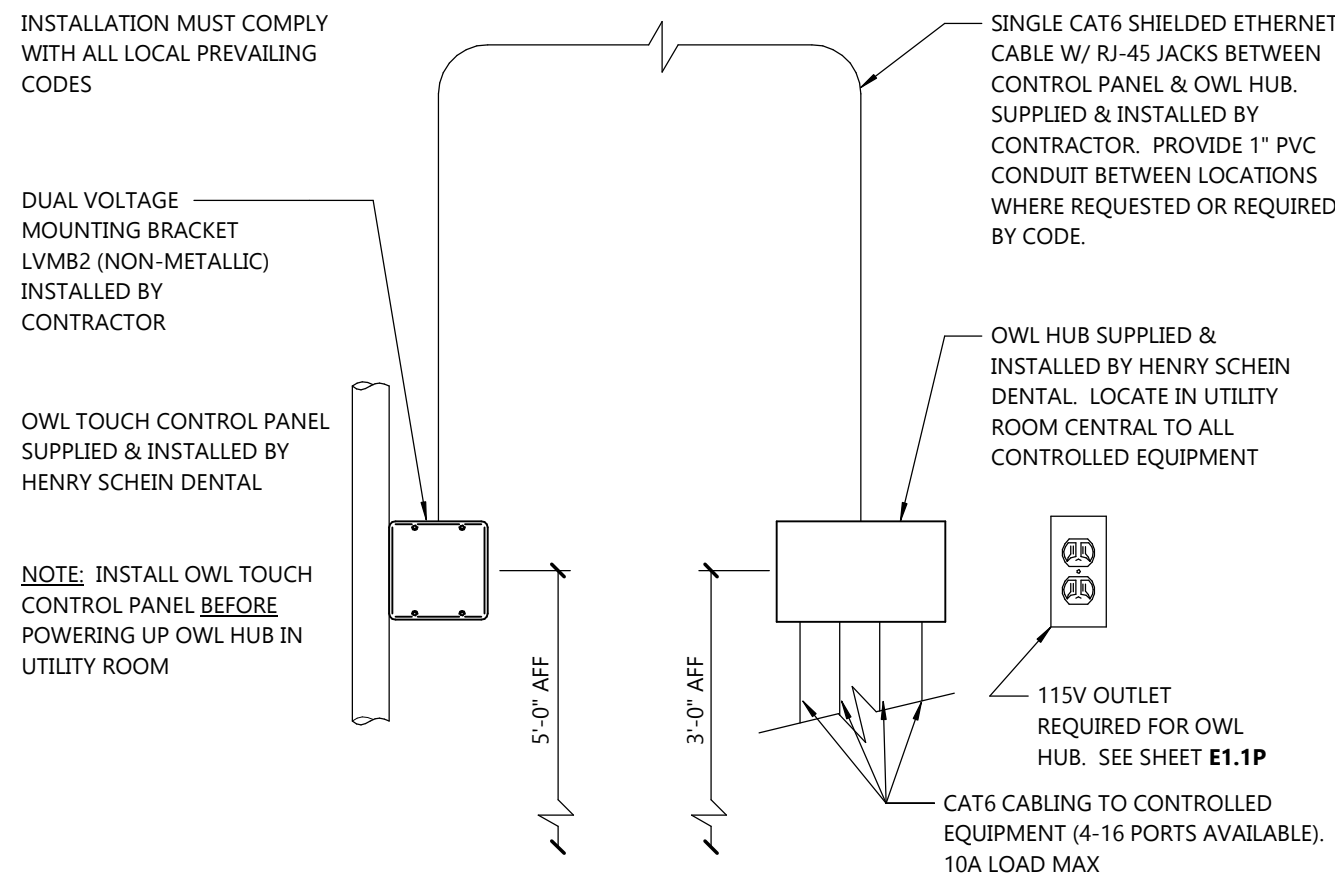 INSTALLATION MUST COMPLY
WITH ALL LOCAL PREVAILING
CODES
DUAL VOLTAGE
MOUNTING BRACKET
LVMB2 (NON-METALLIC)
INSTALLED BY
CONTRACTOR
OWL TOUCH CONTROL PANEL
SUPPLIED & INSTALLED BY
HENRY SCHEIN DENTAL
NOTE: INSTALL OWL TOUCH
CONTROL PANEL BEFORE
POWERING UP OWL HUB IN
UTILITY ROOM
5'-0" AFF
3'-0" AFF
SINGLE CAT6 SHIELDED ETHERNET
CABLE W/ RJ-45 JACKS BETWEEN
CONTROL PANEL & OWL HUB.
SUPPLIED & INSTALLED BY
CONTRACTOR. PROVIDE 1" PVC
CONDUIT BETWEEN LOCATIONS
WHERE REQUESTED OR REQUIRED
BY CODE.
OWL HUB SUPPLIED &
INSTALLED BY HENRY SCHEIN
DENTAL. LOCATE IN UTILITY
ROOM CENTRAL TO ALL
CONTROLLED EQUIPMENT
115V OUTLET
REQUIRED FOR OWL
HUB. SEE SHEET E1.1P
CAT6 CABLING TO CONTROLLED
EQUIPMENT (4-16 PORTS AVAILABLE).
10A LOAD MAX